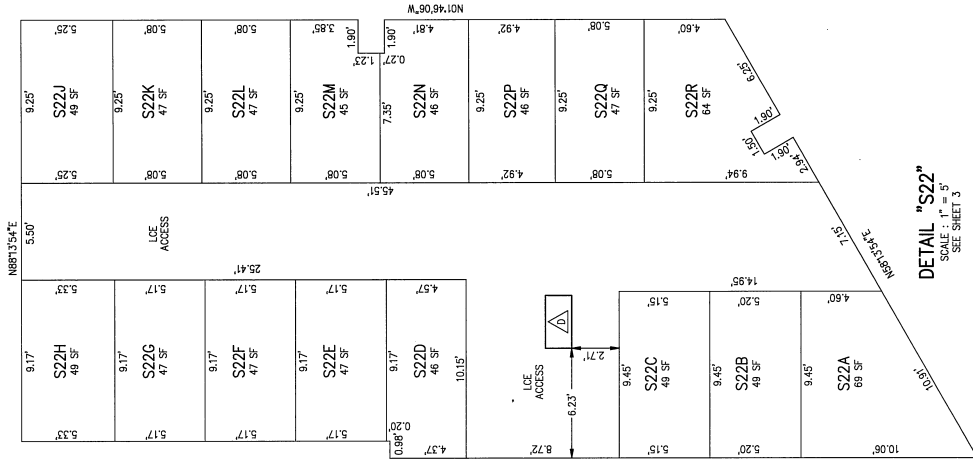 N01°46'06"W
5.25'
5.08'
5.08'
3.85'
1.90'
1.90'
4.81'
4.92'
5.08'
4.60'
1.23'
0.27'
6.25'
9.25'
S22J
49 SF
9.25'
S22K
47 SF
9.25'
S22L
47 SF
9.25'
S22M
45 SF
7.35'
S22N
46 SF
9.25'
S22P
46 SF
9.25'
S22Q
47 SF
9.25'
S22R
64 SF
1.90'
1.50'
1.90'
2.94'
5.25'
5.08'
5.08'
5.08'
5.08'
4.92'
5.08'
9.94'
45.51'
N88°13'54"E
5.50'
LCE
ACCESS
7.15'
N58°13'54"E
25.41'
14.95'
5.33'
5.17'
5.17'
5.17'
4.57'
5.15'
5.20'
4.60'
9.17'
S22H
49 SF
9.17'
S22G
47 SF
9.17'
S22F
47 SF
9.17'
S22E
47 SF
9.17'
S22D
46 SF
10.15'
LCE
ACCESS
D
2.71'
6.23'
9.45'
S22C
49 SF
9.45'
S22B
49 SF
9.45'
S22A
69 SF
10.91'
5.33'
5.17'
5.17'
5.17'
0.20'
0.98'
4.37'
8.72'
5.15'
5.20'
10.06'
DETAIL "S22"
SCALE : 1" = 5'
SEE SHEET 3